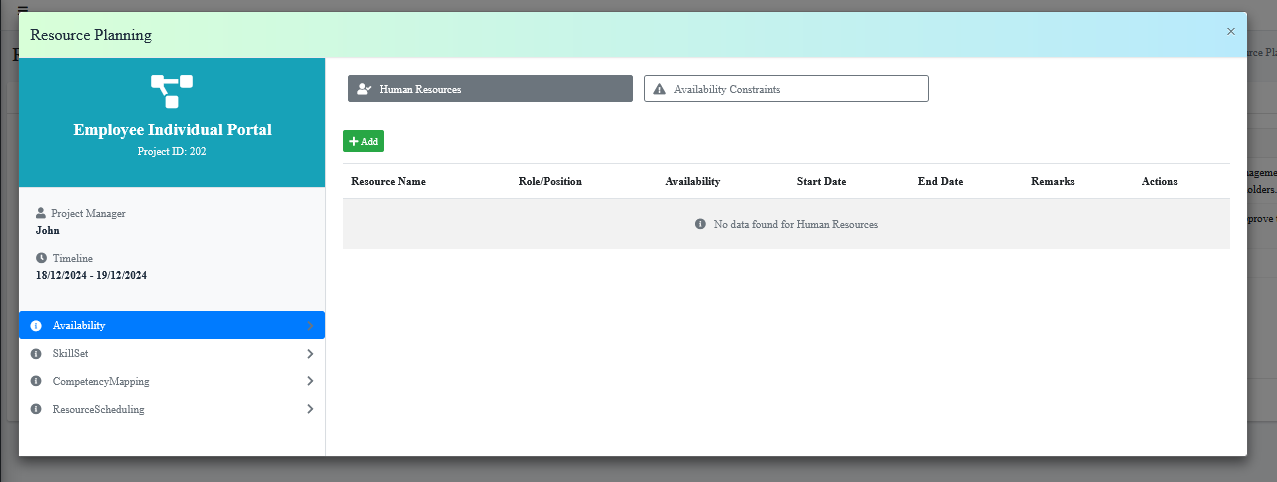 Resource Planning
×
Employee Individual Portal
Project ID: 202
Project Manager
John
Timeline
18/12/2024 - 19/12/2024
Availability
SkillSet
CompetencyMapping
ResourceScheduling
Human Resources
Availability Constraints
Add
Resource Name Role/Position Availability Start Date End Date Remarks Actions
No data found for Human Resources